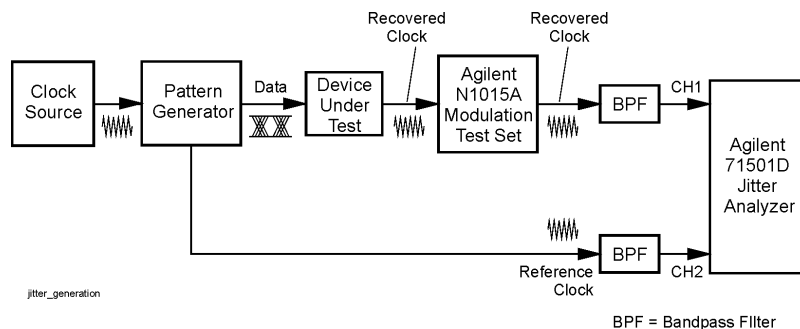 Clock
Source
Pattern
Generator
Data
Device
Under
Test
Recovered
Clock
Agilent
N1015A
Modulation
Test Set
Recovered
Clock
BPF
CH1
Agilent
71501D
Jitter
Analyzer
Reference
Clock
BPF
CH2
jitter_generation
BPF = Bandpass FIlter